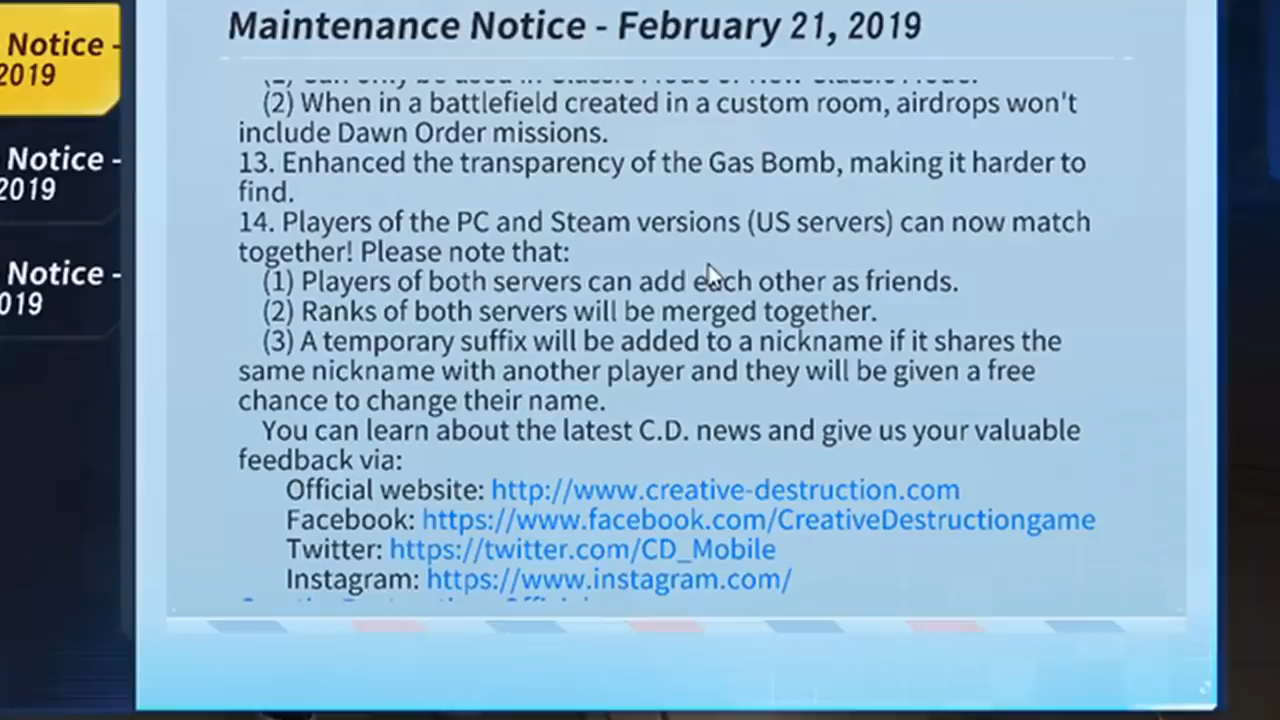 Maintenance Notice - February 21, 2019
Notice -
2019
Notice -
2019
Notice -
019
(2) When in a battlefield created in a custom room, airdrops won't
include Dawn Order missions.
13. Enhanced the transparency of the Gas Bomb, making it harder to
find.
14. Players of the PC and Steam versions (US servers) can now match
together! Please note that:
(1) Players of both servers can add each other as friends.
(2) Ranks of both servers will be merged together.
(3) A temporary suffix will be added to a nickname if it shares the
same nickname with another player and they will be given a free
chance to change their name.
You can learn about the latest C.D. news and give us your valuable
feedback via:
Official website: http://www.creative-destruction.com
Facebook: https://www.facebook.com/CreativeDestructiongame
Twitter: https://twitter.com/CD_Mobile
Instagram: https://www.instagram.com/